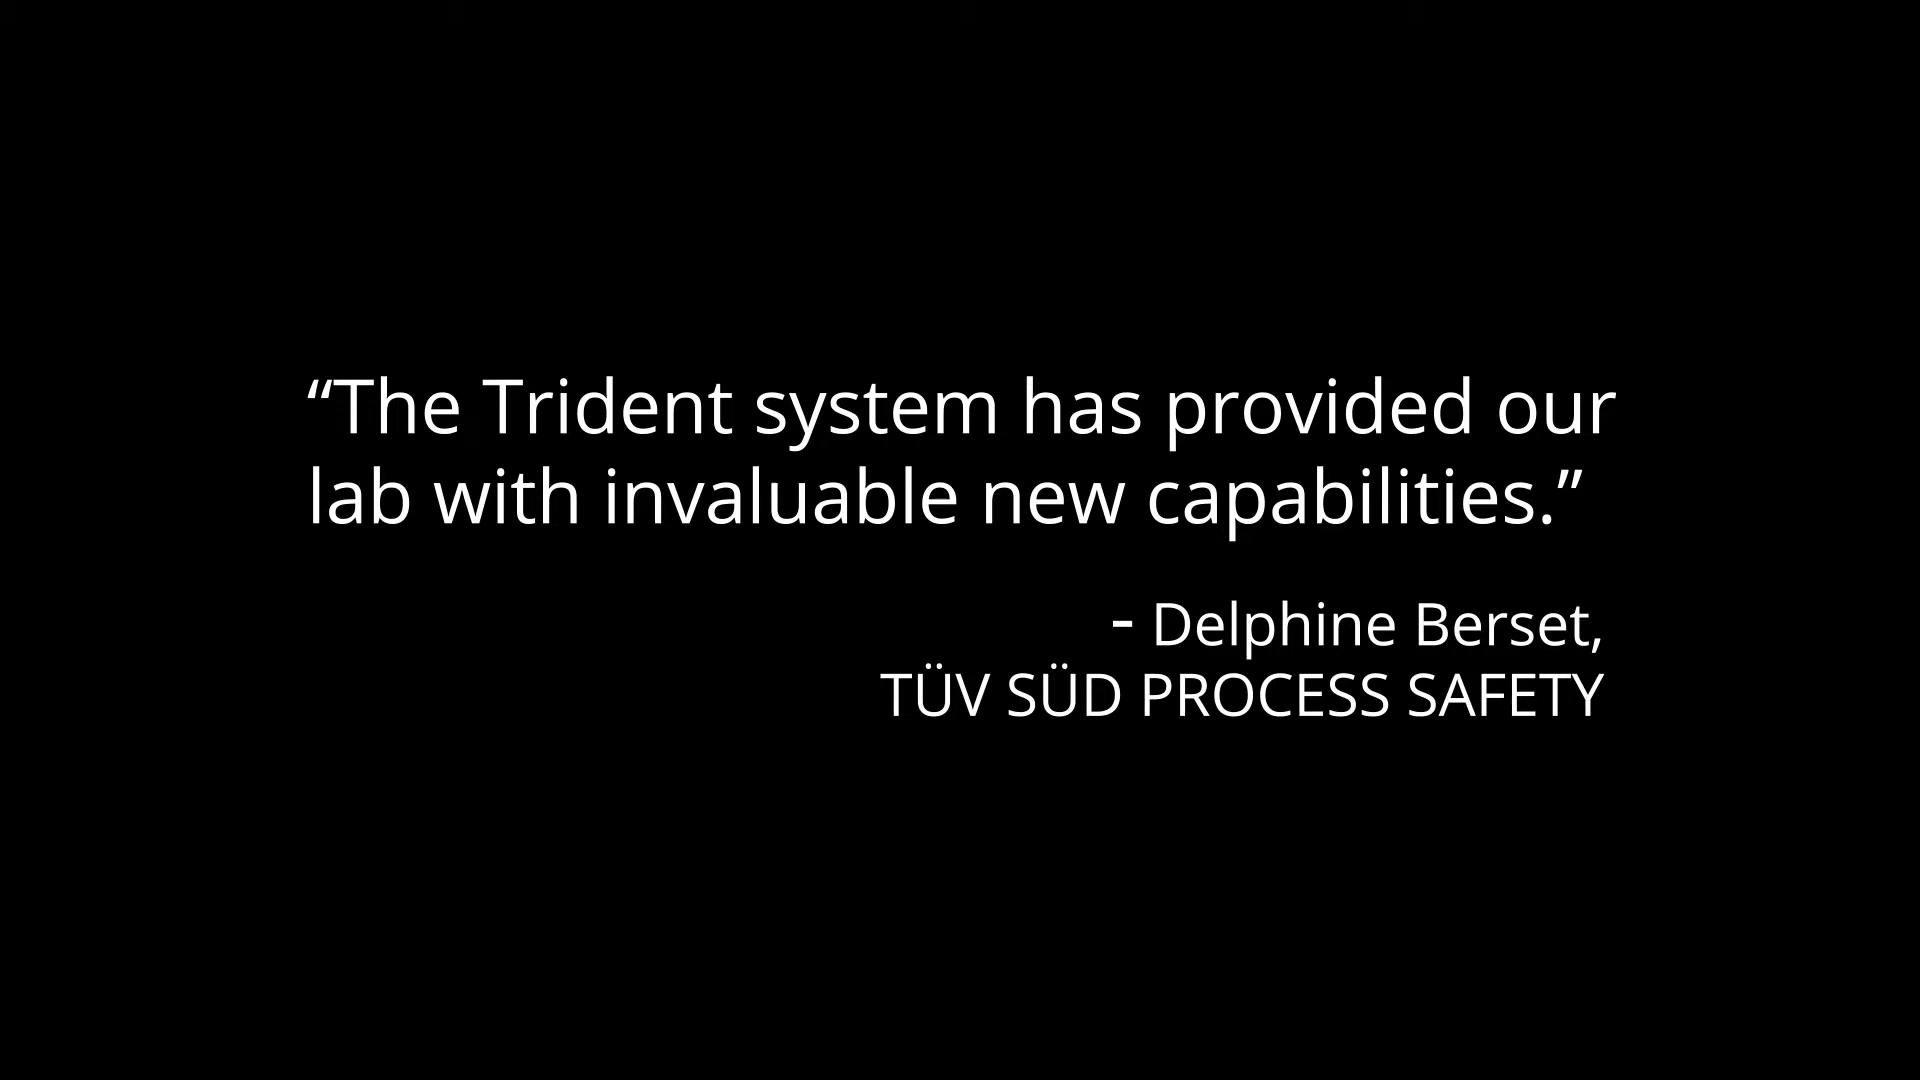 “The Trident system has provided our
lab with invaluable new capabilities.”
- Delphine Berset,
TÜV SÜD PROCESS SAFETY